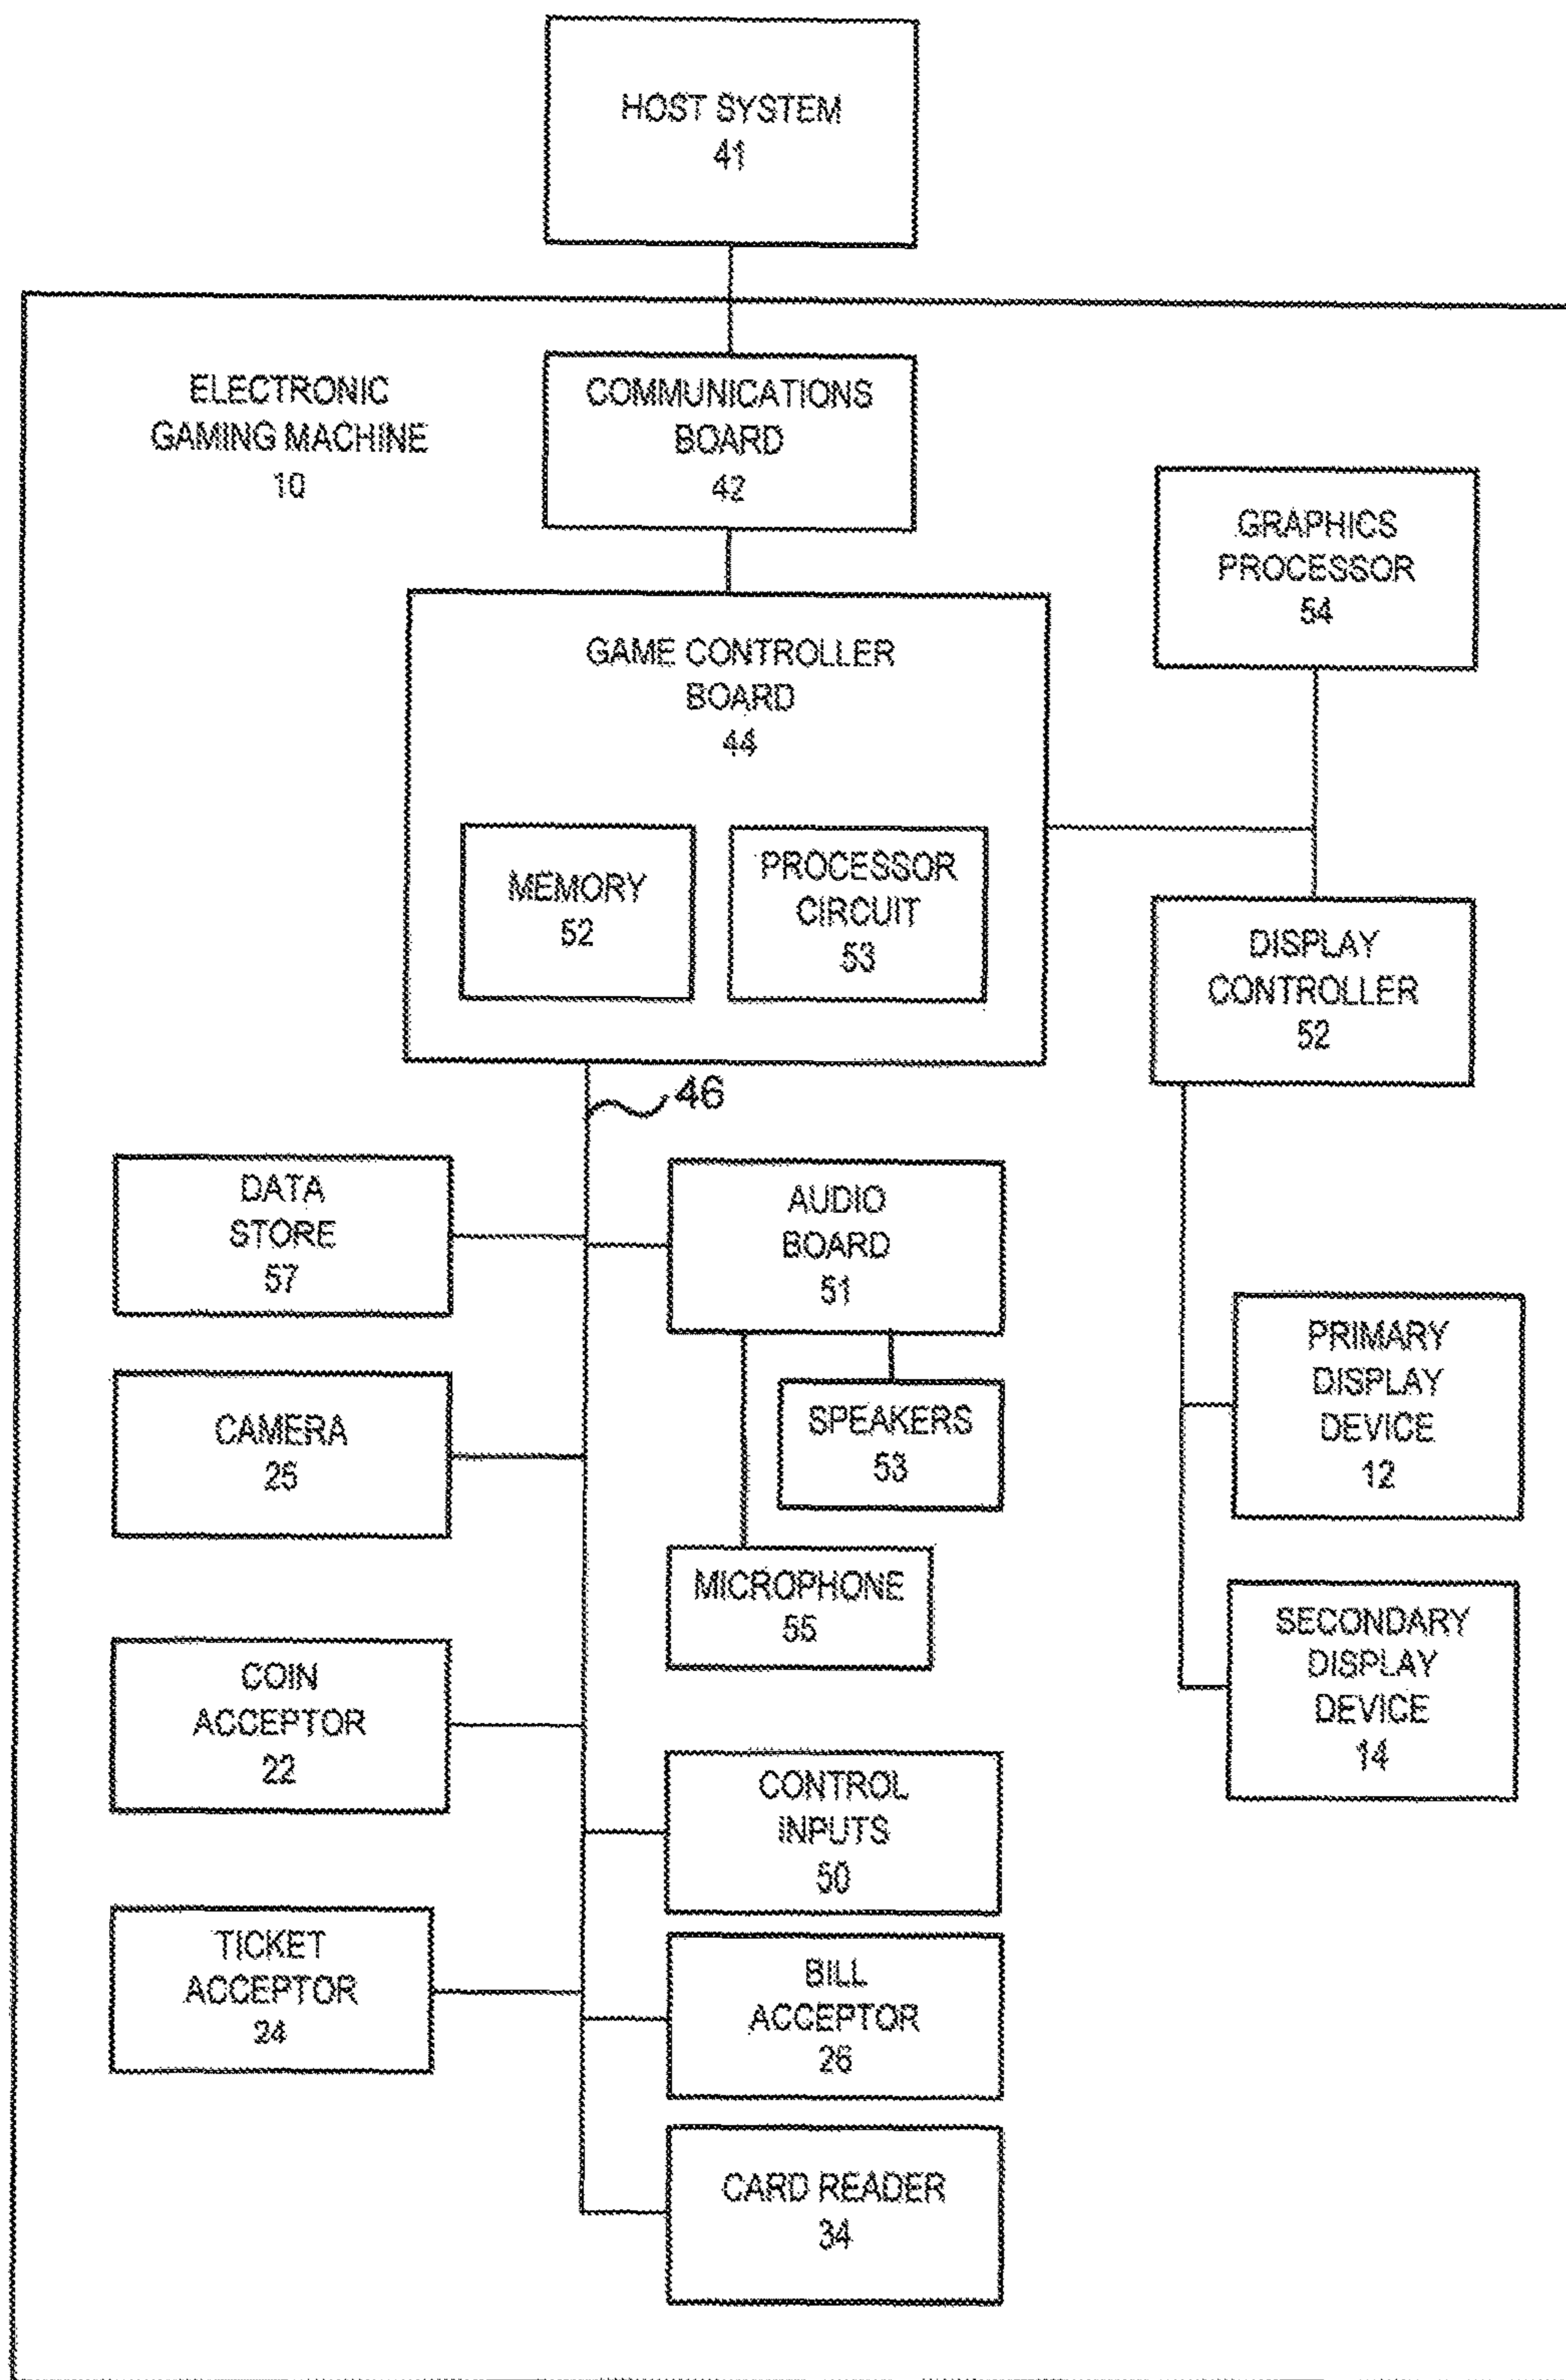 HOST SYSTEM
41
ELECTRONIC
GAMING MACHINE
10
COMMUNICATIONS
BOARD
42
GRAPHICS
PROCESSOR
54
GAME CONTROLLER
BOARD
44
MEMORY
52
PROCESSOR
CIRCUIT
53
DISPLAY
CONTROLLER
52
46
DATA
STORE
57
AUDIO
BOARD
51
CAMERA
25
SPEAKERS
53
PRIMARY
DISPLAY
DEVICE
12
MICROPHONE
55
SECONDARY
DISPLAY
DEVICE
14
COIN
ACCEPTOR
22
CONTROL
INPUTS
50
TICKET
ACCEPTOR
24
BILL
ACCEPTOR
26
CARD READER
34